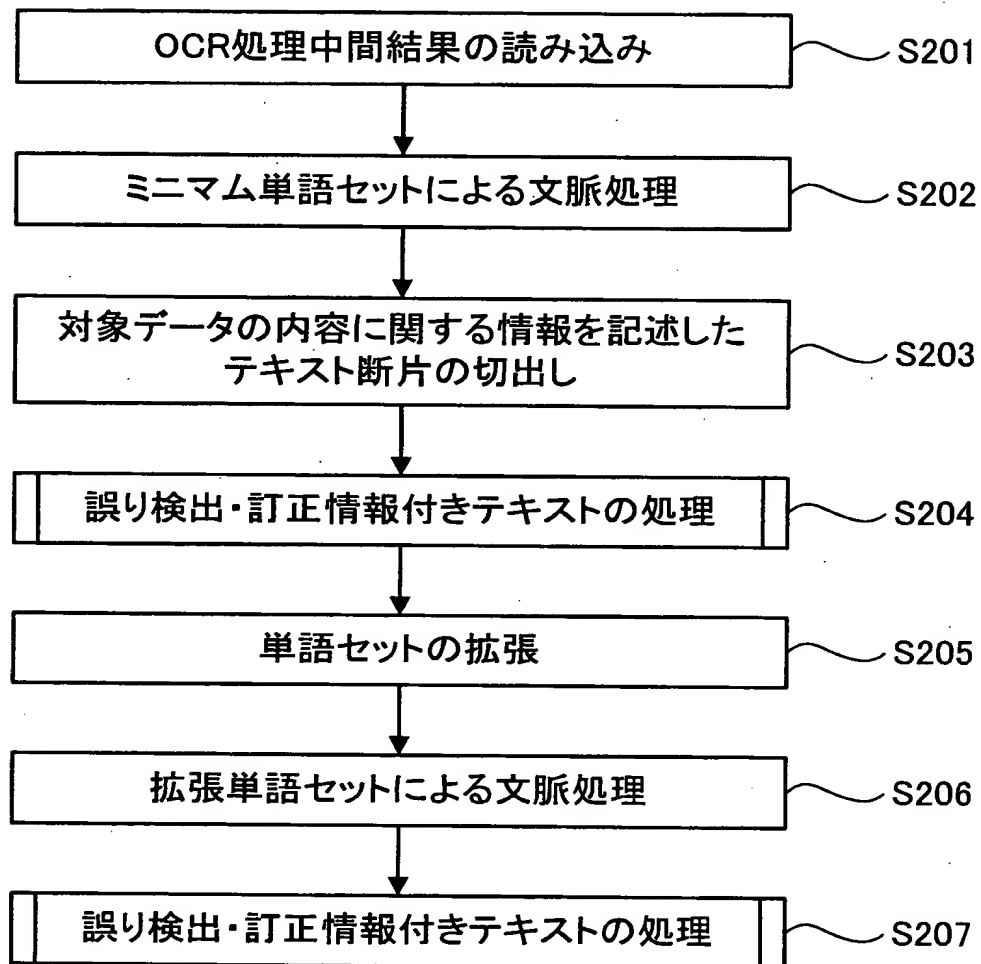 OCR処理中間結果の読み込み
S201
ミニマム単語セットによる文脈処理
S202
対象データの内容に関する情報を記述した
テキスト断片の切出し
S203
誤り検出・訂正情報付きテキストの処理
S204
単語セットの拡張
S205
拡張単語セットによる文脈処理
S206
誤り検出・訂正情報付きテキストの処理
S207